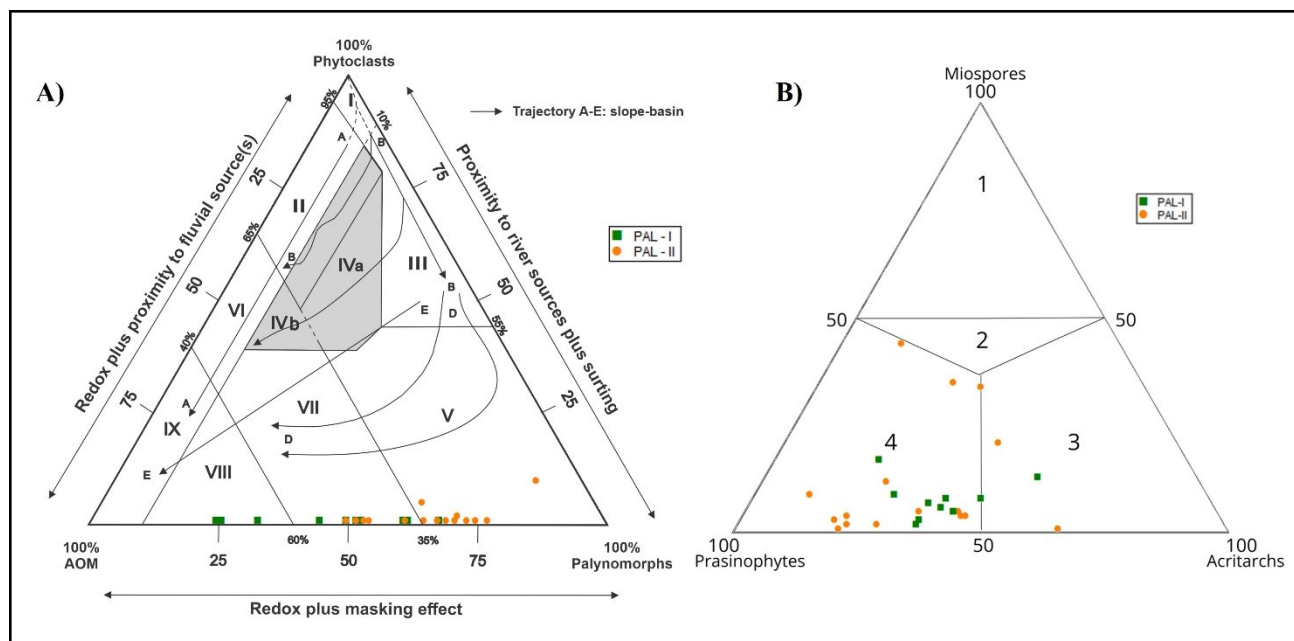 A)
100%
Phytoclasts
95%
I
10%
A
B
Trajectory A-E: slope-basin
Redox plus proximity to fluvial source(s)
25
50
75
Proximity to river sources plus surting
75
50
25
II
65%
B
IVa
III
VI
IVb
B
E
D
55%
40%
A
IX
VII
V
D
E
VIII
PAL - I
PAL - II
100%
AOM
25
60%
50
35%
75
100%
Palynomorphs
Redox plus masking effect
B)
Miospores
100
1
PAL-I
PAL-II
50
50
2
4
3
100
Prasinophytes
50
100
Acritarchs